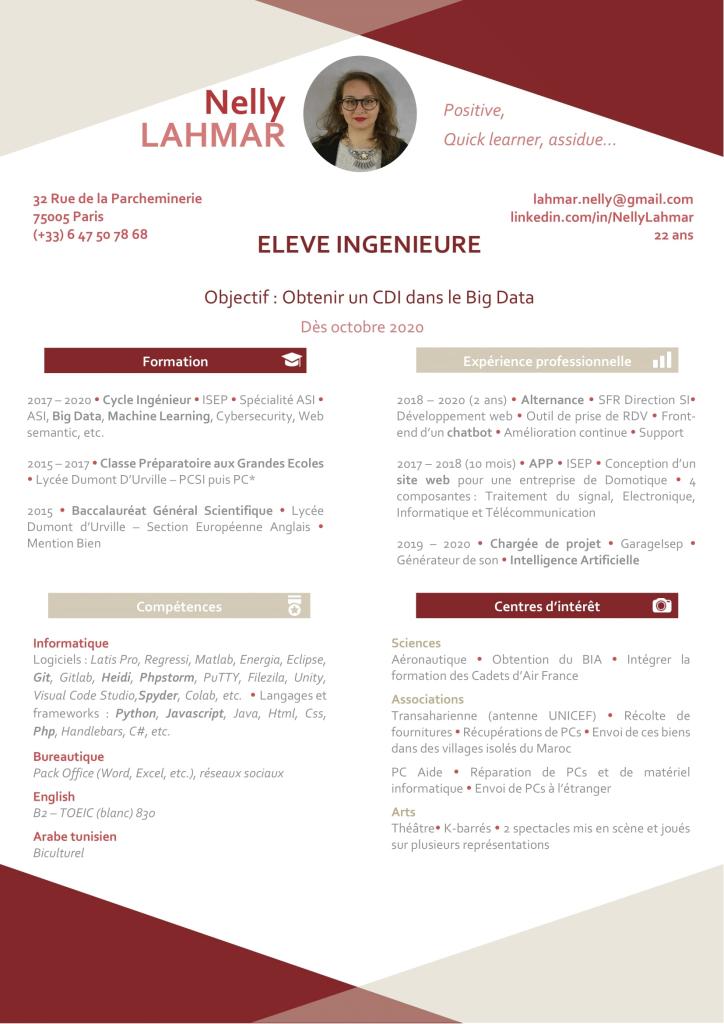 Nelly
LAHMAR
Positive,
Quick learner, assidue...
32 Rue de la Parcheminerie
75005 Paris
(+33) 6 47 50 78 68
lahmar.nelly@gmail.com
linkedin.com/in/NellyLahmar
22 ans
ELEVE INGENIEURE
Objectif : Obtenir un CDI dans le Big Data
Dès octobre 2020
Formation
2017 – 2020 • Cycle Ingénieur • ISEP • Spécialité ASI •
ASI, Big Data, Machine Learning, Cybersecurity, Web
semantic, etc.
2015 – 2017 • Classe Préparatoire aux Grandes Ecoles
• Lycée Dumont D'Urville – PCSI puis PC*
2015 • Baccalauréat Général Scientifique • Lycée
Dumont d'Urville – Section Européenne Anglais •
Mention Bien
Expérience professionnelle
2018 – 2020 (2 ans) • Alternance • SFR Direction SI•
Développement web • Outil de prise de RDV • Front-
end d'un chatbot • Amélioration continue • Support
2017 – 2018 (10 mois) • APP • ISEP • Conception d'un
site web pour une entreprise de Domotique • 4
composantes : Traitement du signal, Electronique,
Informatique et Télécommunication
2019 – 2020 • Chargée de projet • GarageIsep •
Générateur de son • Intelligence Artificielle
Compétences
Informatique
Logiciels : Latis Pro, Regressi, Matlab, Energia, Eclipse,
Git, Gitlab, Heidi, Phpstorm, PuTTY, Filezila, Unity,
Visual Code Studio,Spyder, Colab, etc. • Langages et
frameworks : Python, Javascript, Java, Html, Css,
Php, Handlebars, C#, etc.
Bureautique
Pack Office (Word, Excel, etc.), réseaux sociaux
English
B2 – TOEIC (blanc) 830
Arabe tunisien
Biculturel
Centres d'intérêt
Sciences
Aéronautique • Obtention du BIA • Intégrer la
formation des Cadets d'Air France
Associations
Transaharienne (antenne UNICEF) • Récolte de
fournitures • Récupérations de PCs • Envoi de ces biens
dans des villages isolés du Maroc
PC Aide • Réparation de PCs et de matériel
informatique • Envoi de PCs à l'étranger
Arts
Théâtre• K-barrés • 2 spectacles mis en scène et joués
sur plusieurs représentations